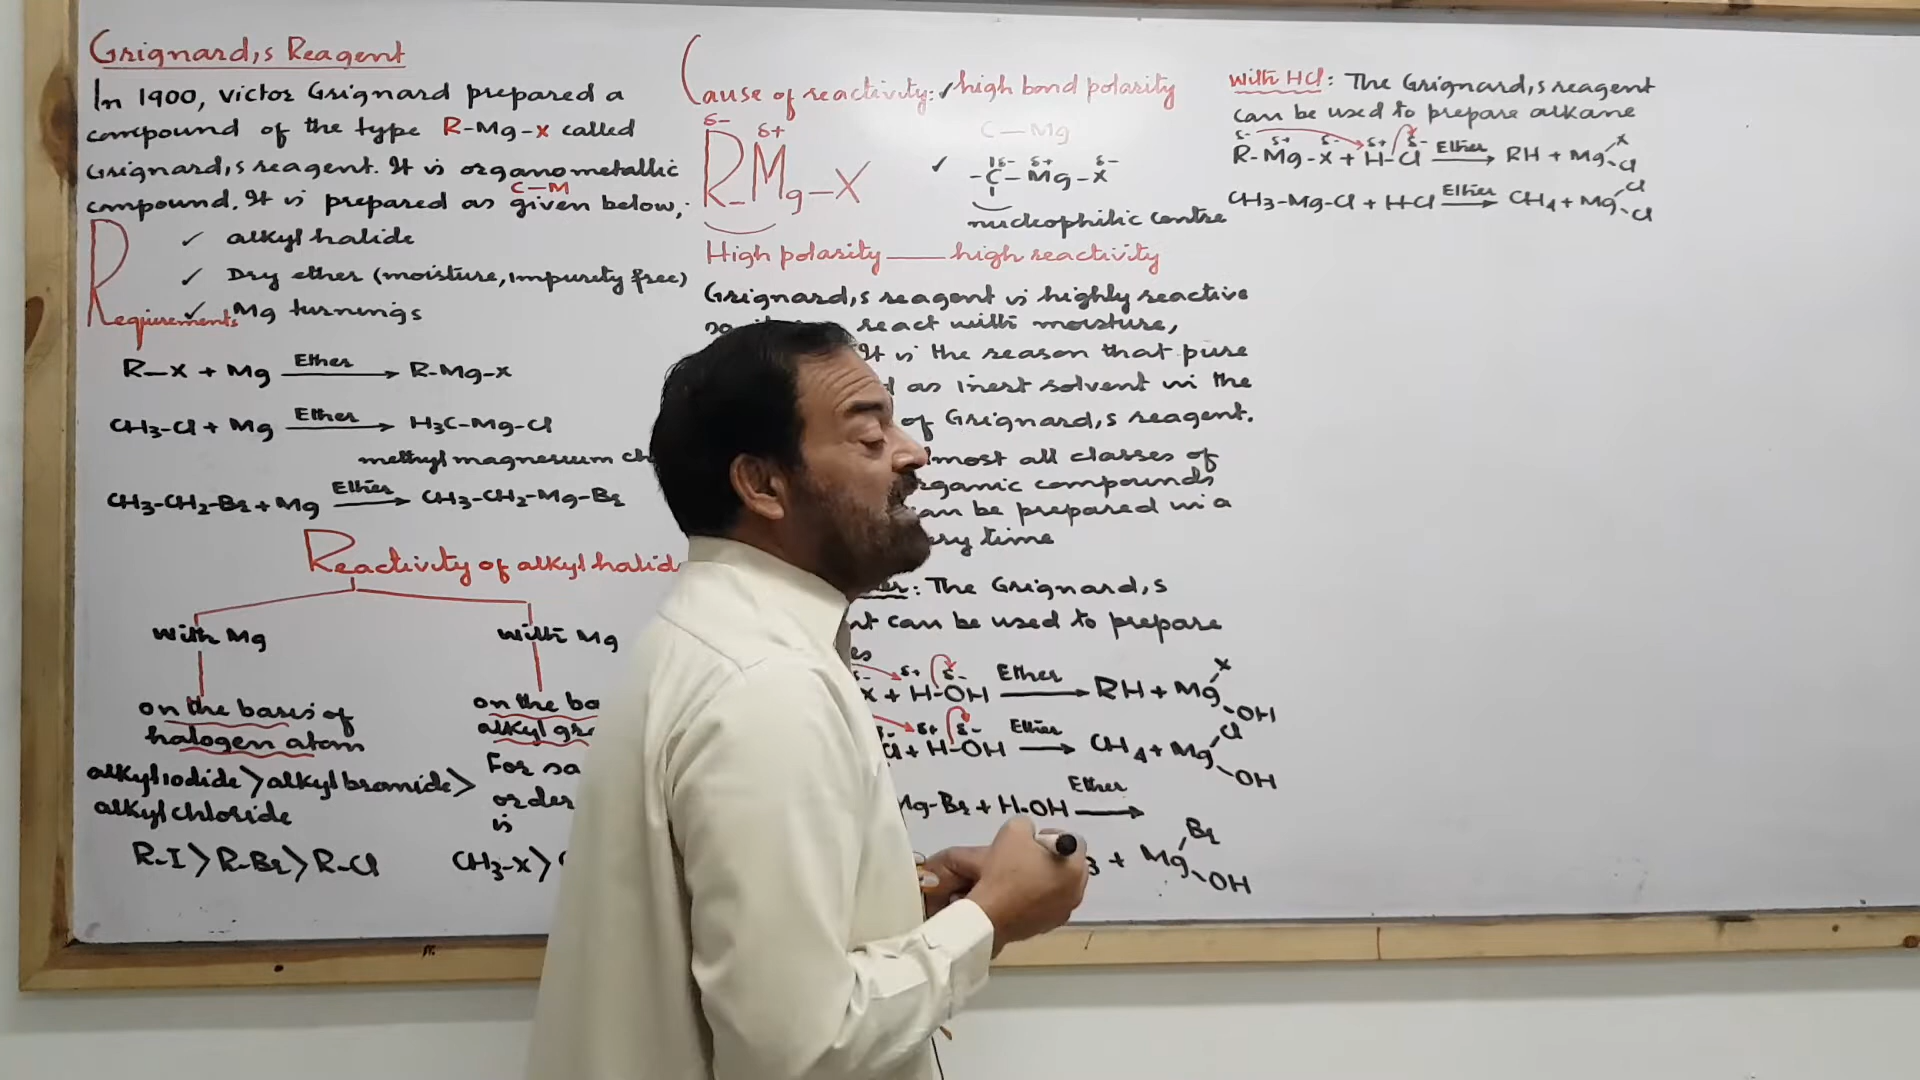 Grignard,s Reagent
In 1900, victor Grignard prepared a
compound of the type R-Mg-X called
Grignard,s reagent. It is organometallic
C-M
compound. It is prepared as given below,:
Requirements
✓ alkyl halide
✓ Dry ether (moisture, impurity free)
✓ Mg turnings
R-X + Mg Ether → R-Mg-X
CH3-Cl + Mg Ether → H3C-Mg-Cl
methyl magnesium
CH3-CH2-Br + Mg Ether → CH3-CH2-Mg-Br
Reactivity of alkyl halid
with Mg
on the bases of
halogen atom
alkyl iodide > alkyl bromide >
alkyl chloride
R-I > R-Br > R-Cl
with Mg
on the ba
alkyl gr
For sa
order
is
CH3-X >
Cause of reactivity: ✓ high bond polarity
C-Mg
δ- δ+
R-Mg-X
✓ δ- δ+ δ-
-C-Mg-X
nucleophilic centre
High polarity — high reactivity
Grignard,s reagent is highly reactive
react with moisture,
It is the reason that pure
as inert solvent in the
of Grignard,s reagent.
lmost all classes of
rganic compounds
an be prepared in a
ery time
: The Grignard,s
nt can be used to prepare
es
δ+ δ-
X + H-OH Ether → RH + Mg X OH
δ+ δ-
Cl + H-OH Ether → CH4 + Mg Cl OH
Mg-Br + H-OH Ether →
3 + Mg Br OH
With HCl: The Grignard,s reagent
can be used to prepare alkane
δ- δ+ δ- δ+ δ-
R-Mg-X + H-Cl Ether → RH + Mg X Cl
CH3-Mg-Cl + HCl Ether → CH4 + Mg Cl Cl